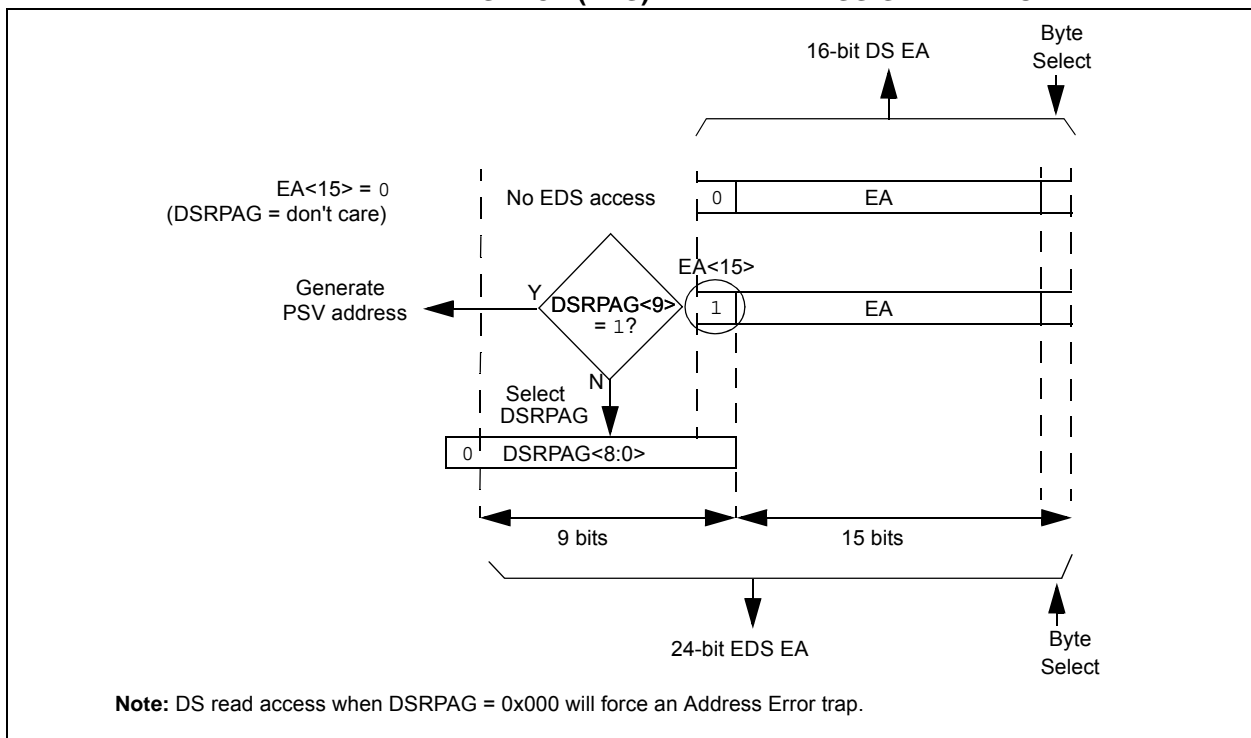 16-bit DS EA
Byte
Select
EA<15> = 0
(DSRPAG = don't care)
No EDS access
0
EA
EA<15>
Generate
PSV address
Y
DSRPAG<9>
= 1?
1
EA
N
Select
DSRPAG
0
DSRPAG<8:0>
9 bits
15 bits
24-bit EDS EA
Byte
Select
Note: DS read access when DSRPAG = 0x000 will force an Address Error trap.